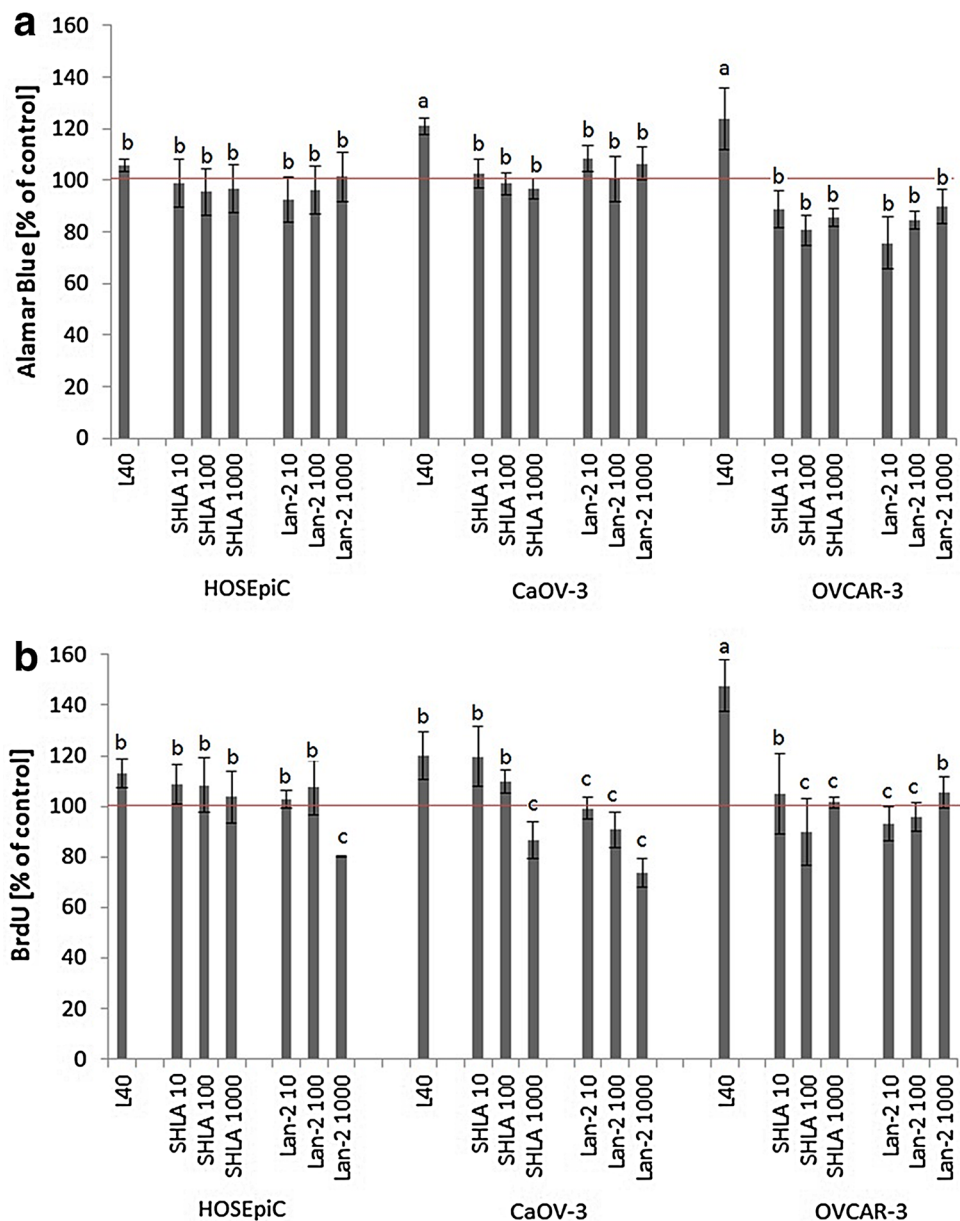 a
Alamar Blue [% of control]
160
140
120
100
80
60
40
20
0
b b b b b b b a b b b b b b a b b b b b b
L40 SHLA 10 SHLA 100 SHLA 1000 Lan-2 10 Lan-2 100 Lan-2 1000 L40 SHLA 10 SHLA 100 SHLA 1000 Lan-2 10 Lan-2 100 Lan-2 1000 L40 SHLA 10 SHLA 100 SHLA 1000 Lan-2 10 Lan-2 100 Lan-2 1000
HOSEpiC CaOV-3 OVCAR-3
b
BrdU [% of control]
160
140
120
100
80
60
40
20
0
b b b b b b c b b b c c c c a b c c c c b
L40 SHLA 10 SHLA 100 SHLA 1000 Lan-2 10 Lan-2 100 Lan-2 1000 L40 SHLA 10 SHLA 100 SHLA 1000 Lan-2 10 Lan-2 100 Lan-2 1000 L40 SHLA 10 SHLA 100 SHLA 1000 Lan-2 10 Lan-2 100 Lan-2 1000
HOSEpiC CaOV-3 OVCAR-3